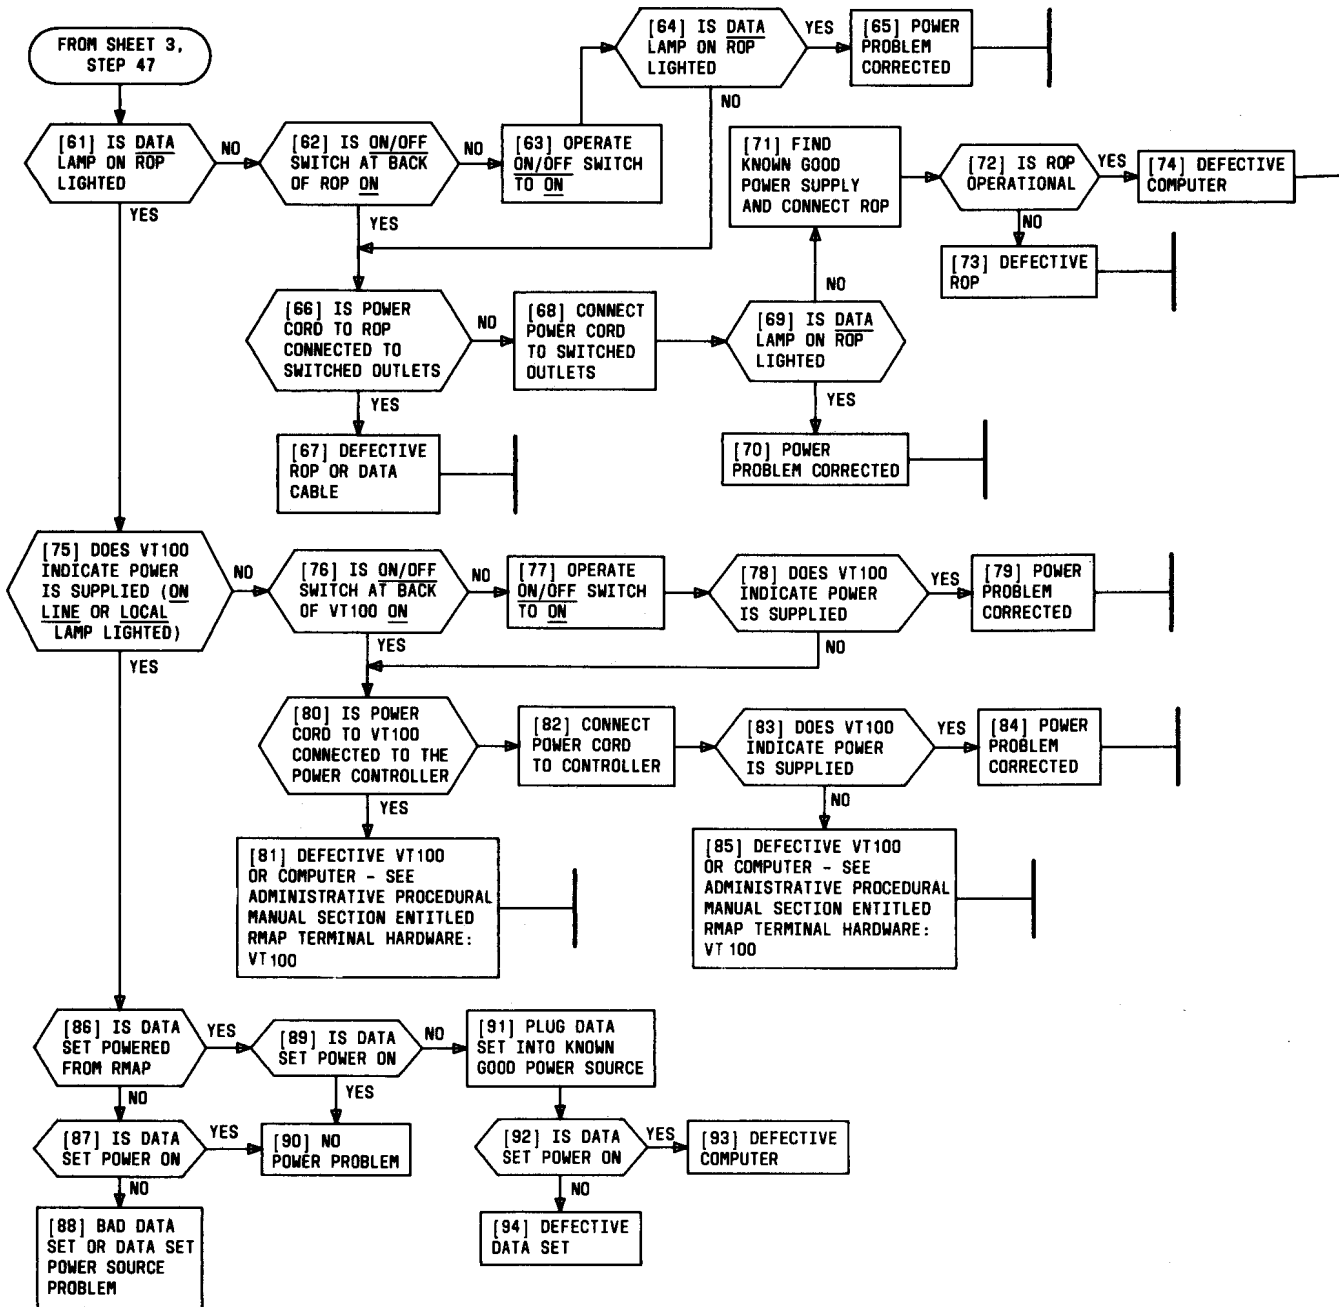 FROM SHEET 3,
STEP 47
[61] IS DATA
LAMP ON ROP
LIGHTED
NO
YES
[62] IS ON/OFF
SWITCH AT BACK
OF ROP ON
NO
YES
[63] OPERATE
ON/OFF SWITCH
TO ON
[64] IS DATA
LAMP ON ROP
LIGHTED
YES
NO
[65] POWER
PROBLEM
CORRECTED
[66] IS POWER
CORD TO ROP
CONNECTED TO
SWITCHED OUTLETS
NO
YES
[67] DEFECTIVE
ROP OR DATA
CABLE
[68] CONNECT
POWER CORD
TO SWITCHED
OUTLETS
[69] IS DATA
LAMP ON ROP
LIGHTED
NO
YES
[70] POWER
PROBLEM CORRECTED
[71] FIND
KNOWN GOOD
POWER SUPPLY
AND CONNECT ROP
[72] IS ROP
OPERATIONAL
YES
NO
[73] DEFECTIVE
ROP
[74] DEFECTIVE
COMPUTER
[75] DOES VT100
INDICATE POWER
IS SUPPLIED (ON
LINE OR LOCAL
LAMP LIGHTED)
NO
YES
[76] IS ON/OFF
SWITCH AT BACK
OF VT100 ON
NO
YES
[77] OPERATE
ON/OFF SWITCH
TO ON
[78] DOES VT100
INDICATE POWER
IS SUPPLIED
YES
NO
[79] POWER
PROBLEM
CORRECTED
[80] IS POWER
CORD TO VT100
CONNECTED TO THE
POWER CONTROLLER
YES
[81] DEFECTIVE VT100
OR COMPUTER - SEE
ADMINISTRATIVE PROCEDURAL
MANUAL SECTION ENTITLED
RMAP TERMINAL HARDWARE:
VT100
[82] CONNECT
POWER CORD
TO CONTROLLER
[83] DOES VT100
INDICATE POWER
IS SUPPLIED
YES
NO
[84] POWER
PROBLEM
CORRECTED
[85] DEFECTIVE VT100
OR COMPUTER - SEE
ADMINISTRATIVE PROCEDURAL
MANUAL SECTION ENTITLED
RMAP TERMINAL HARDWARE:
VT100
[86] IS DATA
SET POWERED
FROM RMAP
YES
NO
[87] IS DATA
SET POWER ON
YES
NO
[88] BAD DATA
SET OR DATA SET
POWER SOURCE
PROBLEM
[89] IS DATA
SET POWER ON
NO
YES
[90] NO
POWER PROBLEM
[91] PLUG DATA
SET INTO KNOWN
GOOD POWER SOURCE
[92] IS DATA
SET POWER ON
YES
NO
[93] DEFECTIVE
COMPUTER
[94] DEFECTIVE
DATA SET